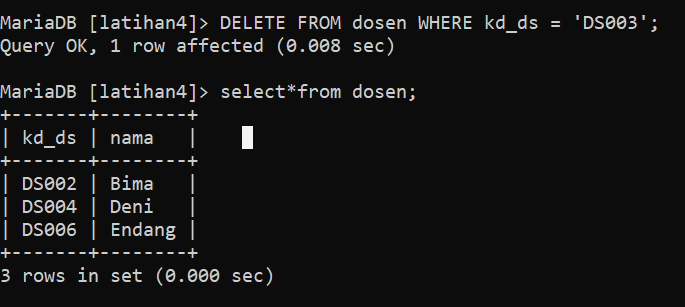 MariaDB [latihan4]> DELETE FROM dosen WHERE kd_ds = 'DS003';
Query OK, 1 row affected (0.008 sec)
MariaDB [latihan4]> select*from dosen;
+-------+--------+
| kd_ds | nama   |
+-------+--------+
| DS002 | Bima   |
| DS004 | Deni   |
| DS006 | Endang |
+-------+--------+
3 rows in set (0.000 sec)